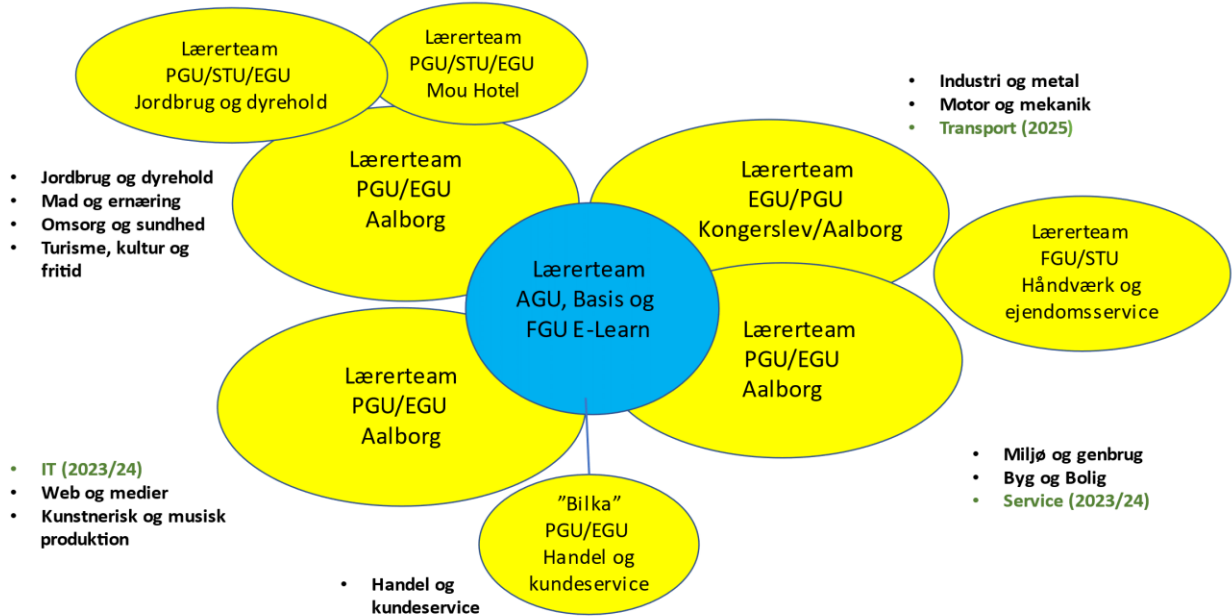 Lærerteam
PGU/STU/EGU
Jordbrug og dyrehold
Lærerteam
PGU/STU/EGU
Mou Hotel
• Industri og metal
• Motor og mekanik
• Transport (2025)
• Jordbrug og dyrehold
• Mad og ernæring
• Omsorg og sundhed
• Turisme, kultur og
fritid
Lærerteam
PGU/EGU
Aalborg
Lærerteam
EGU/PGU
Kongerslev/Aalborg
Lærerteam
FGU/STU
Håndværk og
ejendomsservice
Lærerteam
AGU, Basis og
FGU E-Learn
Lærerteam
PGU/EGU
Aalborg
Lærerteam
PGU/EGU
Aalborg
• IT (2023/24)
• Web og medier
• Kunstnerisk og musisk
produktion
• Miljø og genbrug
• Byg og Bolig
• Service (2023/24)
”Bilka”
PGU/EGU
Handel og
kundeservice
• Handel og
kundeservice